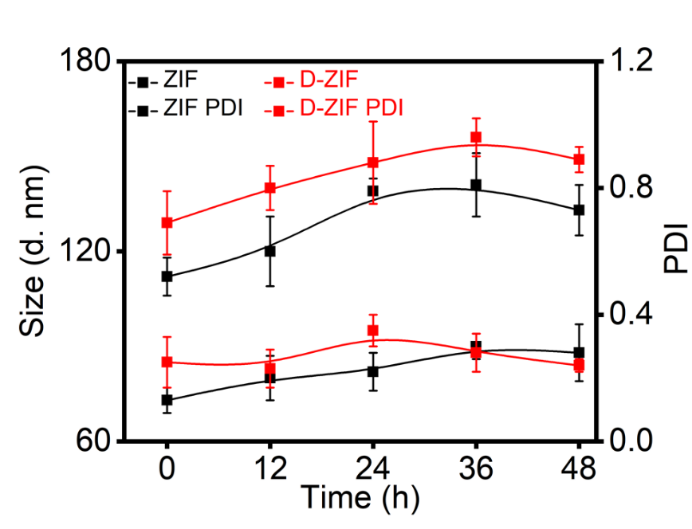 180
120
60
Size (d. nm)
ZIF
D-ZIF
ZIF PDI
D-ZIF PDI
1.2
0.8
0.4
0.0
PDI
0 12 24 36 48
Time (h)